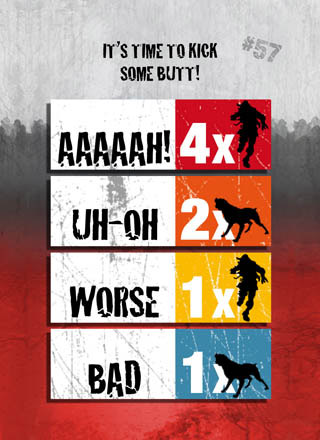 #57
IT'S TIME TO KICK
SOME BUTT!
AAAAAH! 4x
UH-OH 2x
WORSE 1x
BAD 1x